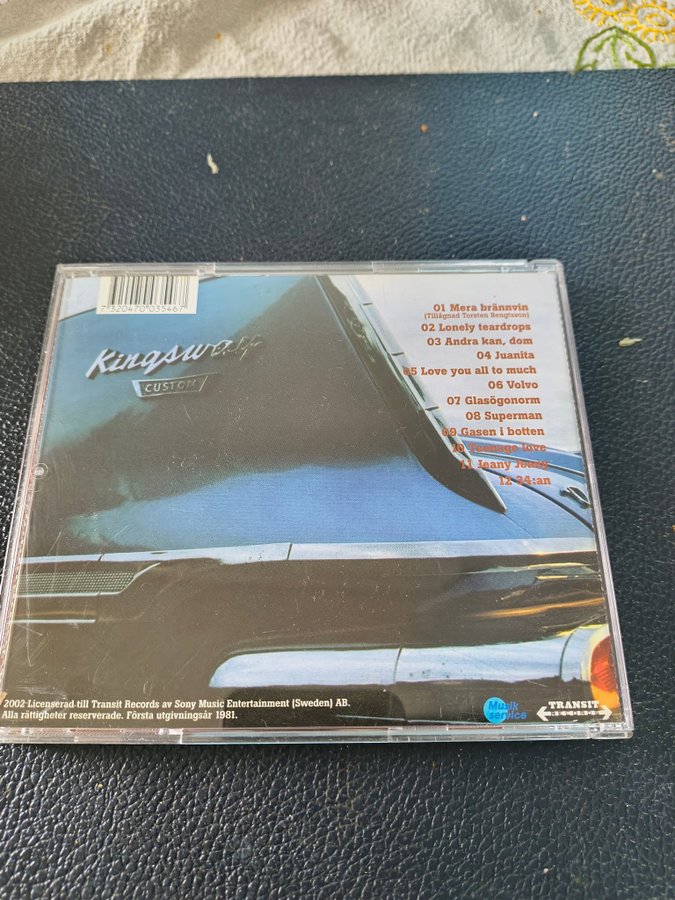 7 320470 035467
Kingswood
CUSTOM
01 Mera brännvin
(Tillägnad Torsten Bengtsson)
02 Lonely teardrops
03 Andra kan, dom
04 Juanita
05 Love you all to much
06 Volvo
07 Glasögonorm
08 Superman
09 Gasen i botten
10 Teenage love
11 Jeany Jeany
12 34:an
2002 Licenserad till Transit Records av Sony Music Entertainment (Sweden) AB.
Alla rättigheter reserverade. Första utgivningsår 1981.
Musik
service
TRANSIT
RECORDS